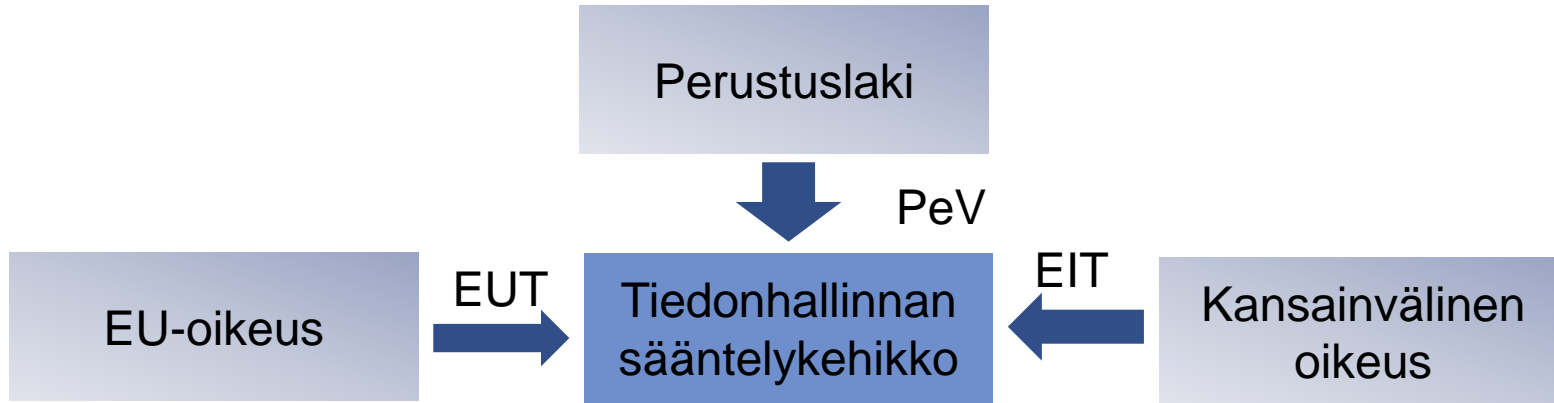 Perustuslaki
PeV
EU-oikeus
EUT
Tiedonhallinnan
sääntelykehikko
EIT
Kansainvälinen
oikeus